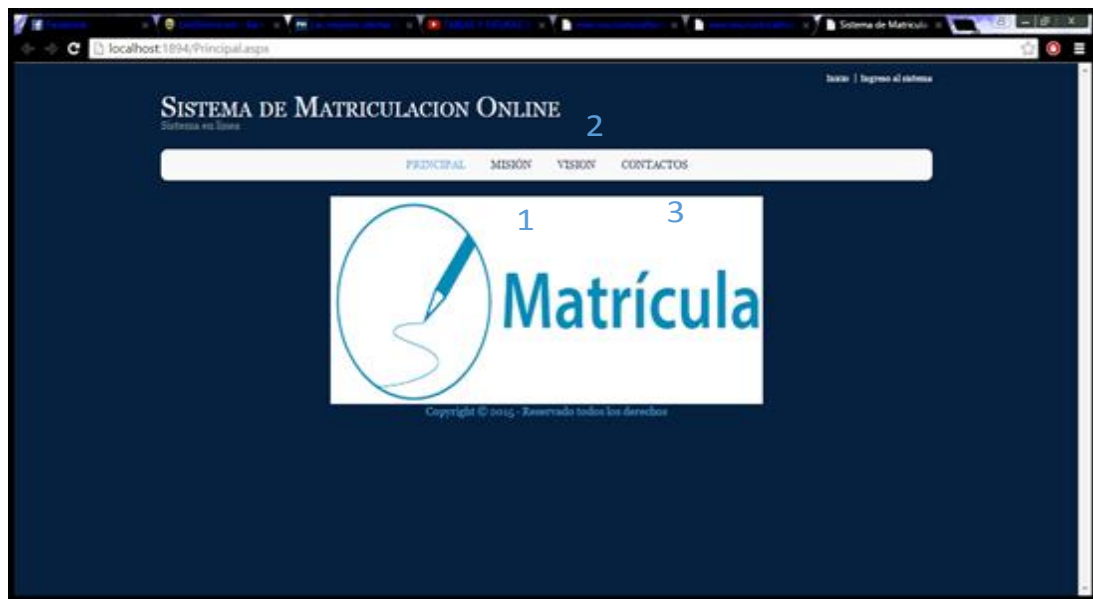 Sistema de Matricula
localhost:1894/Principal.aspx
Inicio | Ingreso al sistema
SISTEMA DE MATRICULACION ONLINE
Sistema en linea
2
PRINCIPAL MISIÓN VISION CONTACTOS
1 3
Matrícula
Copyright © 2015 - Reservado todos los derechos